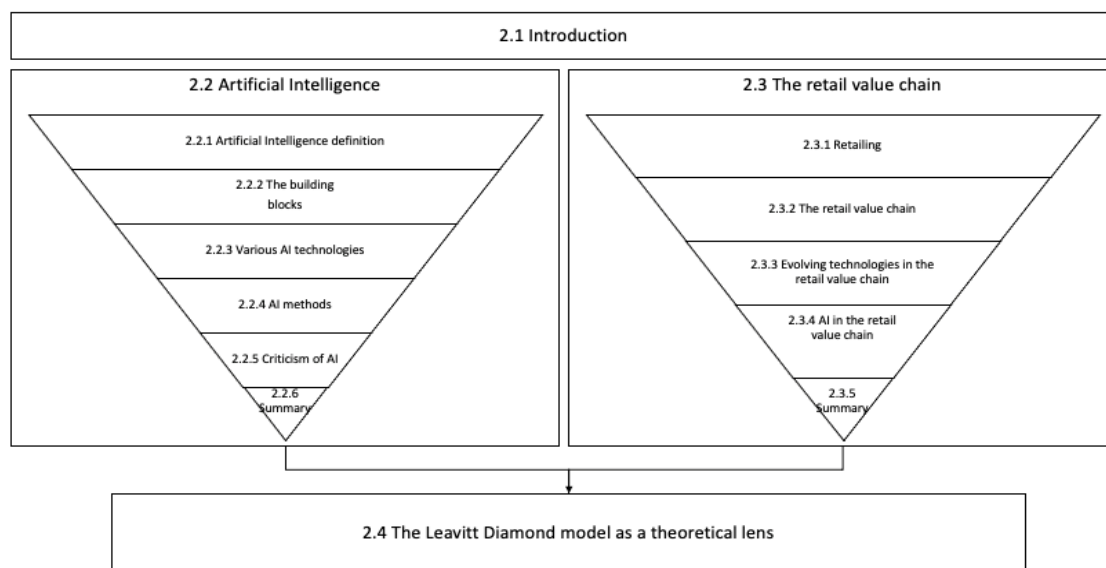 2.1 Introduction
2.2 Artificial Intelligence
2.2.1 Artificial Intelligence definition
2.2.2 The building
blocks
2.2.3 Various AI technologies
2.2.4 AI methods
2.2.5 Criticism of AI
2.2.6
Summary
2.3 The retail value chain
2.3.1 Retailing
2.3.2 The retail value chain
2.3.3 Evolving technologies in the
retail value chain
2.3.4 AI in the retail
value chain
2.3.5
Summary
2.4 The Leavitt Diamond model as a theoretical lens